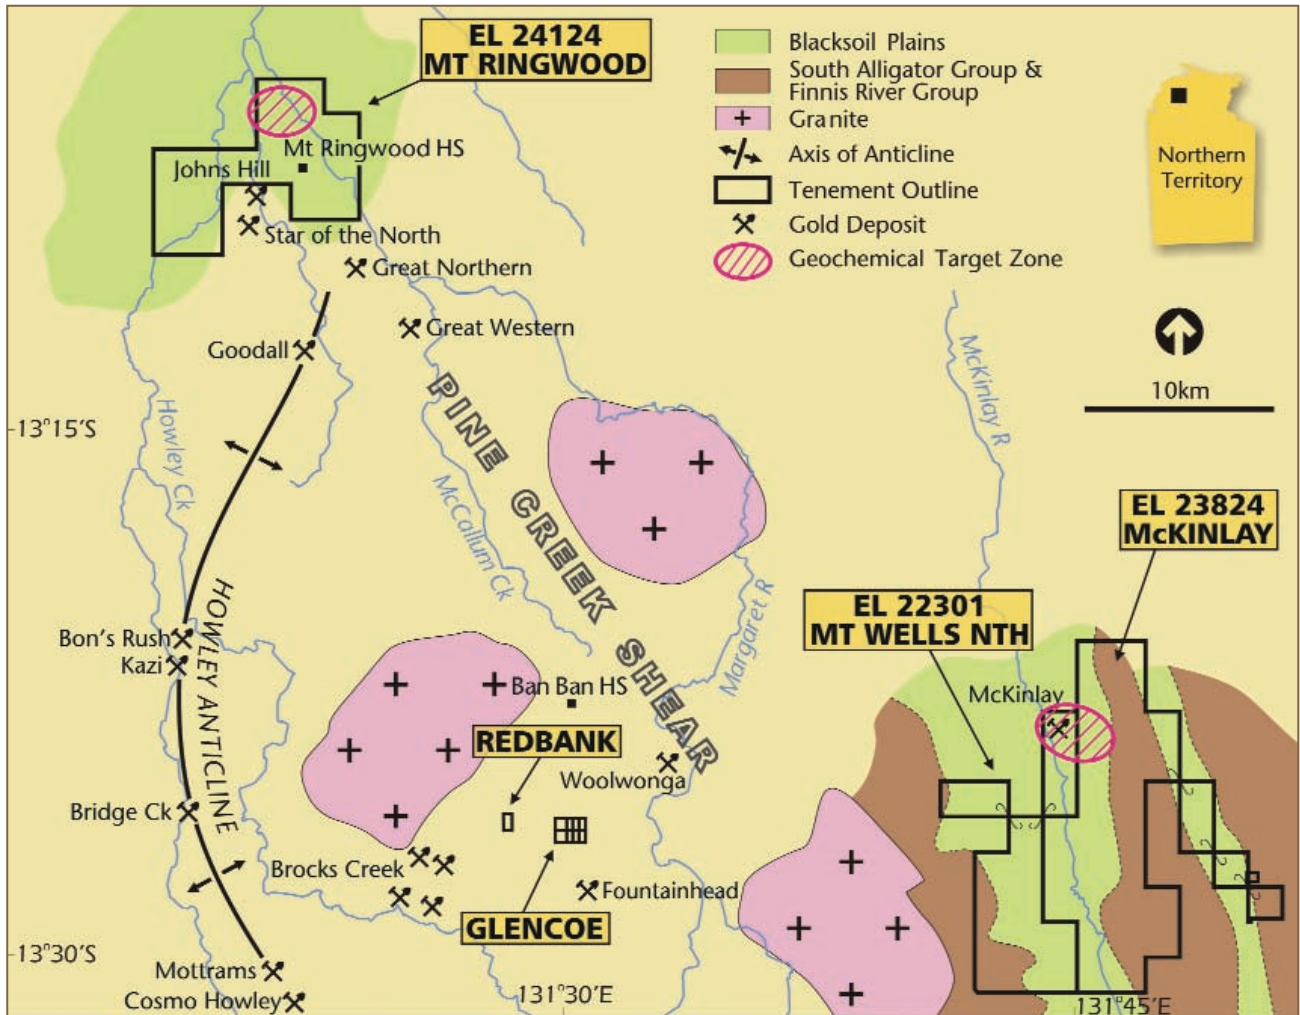 EL 24124
MT RINGWOOD
Blacksoil Plains
South Alligator Group &
Finnis River Group
Granite
Axis of Anticline
Tenement Outline
Gold Deposit
Geochemical Target Zone
Northern
Territory
10km
Mt Ringwood HS
Johns Hill
Star of the North
Great Northern
Great Western
Goodall
13°15'S
Howley Ck
PINE CREEK SHEAR
McCallum Ck
McKinlay R
Margaret R
EL 23824
McKINLAY
EL 22301
MT WELLS NTH
McKinlay
HOWLEY ANTICLINE
Bon's Rush
Kazi
Ban Ban HS
REDBANK
Woolwonga
Bridge Ck
Brocks Creek
Fountainhead
GLENCOE
13°30'S
Mottrams
Cosmo Howley
131°30'E
131°45'E